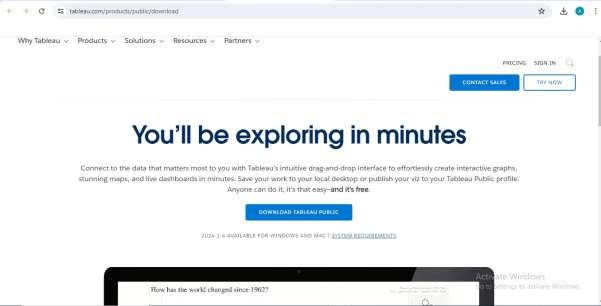 tableau.com/products/public/download
A
Why Tableau
Products
Solutions
Resources
Partners
PRICING
SIGN IN
CONTACT SALES
TRY NOW
You'll be exploring in minutes
Connect to the data that matters most to you with Tableau's intuitive drag-and-drop interface to effortlessly create interactive graphs,
stunning maps, and live dashboards in minutes. Save your work to your local desktop or publish your viz to your Tableau Public profile.
Anyone can do it, it's that easy—and it's free.
DOWNLOAD TABLEAU PUBLIC
2024.1.4 AVAILABLE FOR WINDOWS AND MAC | SYSTEM REQUIREMENTS
Activate Windows
Go to Settings to activate Windows.
How has the world changed since 1962?